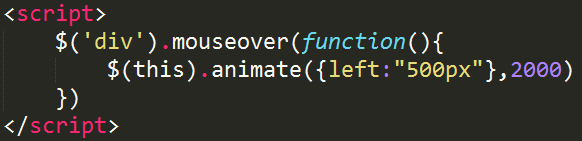 <script>
$('div').mouseover(function(){
$(this).animate({left:"500px"},2000)
})
</script>